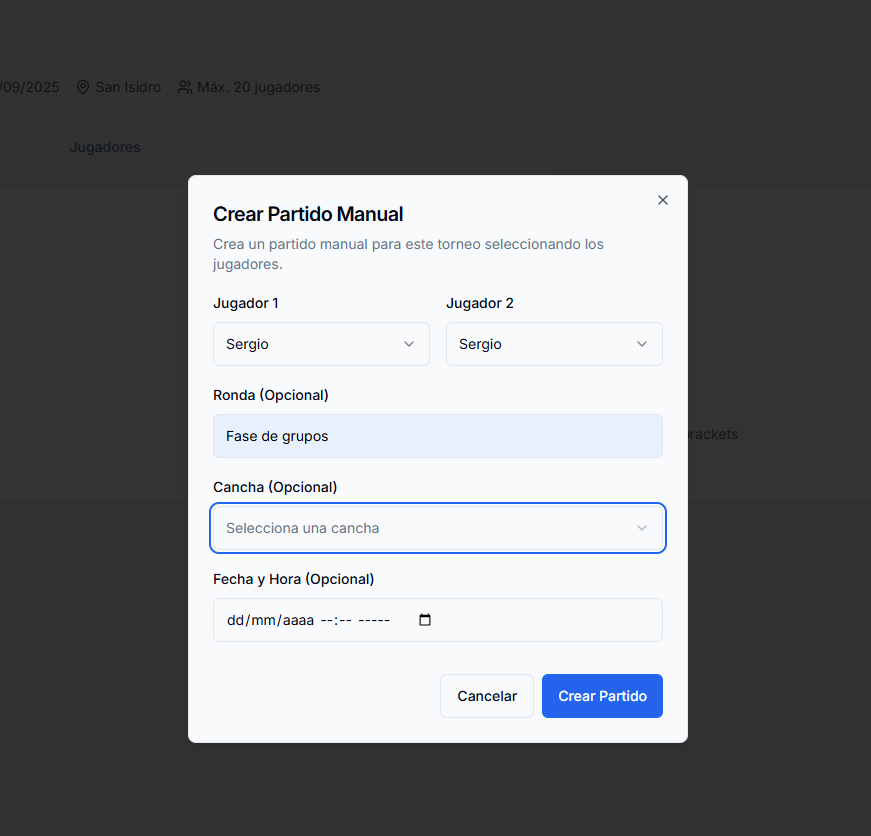 /09/2025 San Isidro Máx. 20 jugadores
Jugadores
Crear Partido Manual
Crea un partido manual para este torneo seleccionando los
jugadores.
Jugador 1 Jugador 2
Sergio Sergio
Ronda (Opcional)
Fase de grupos
brackets
Cancha (Opcional)
Selecciona una cancha
Fecha y Hora (Opcional)
dd/mm/aaaa --:-- -----
Cancelar Crear Partido